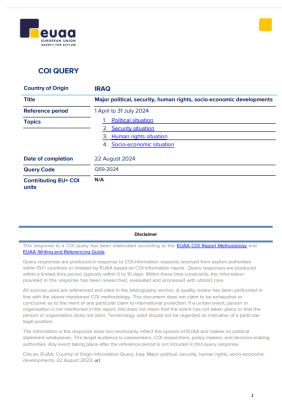 euaa
EUROPEAN UNION
AGENCY FOR ASYLUM
COI QUERY
Country of Origin IRAQ
Title Major political, security, human rights, socio-economic developments
Reference period 1 April to 31 July 2024
Topics 1. Political situation
2. Security situation
3. Human rights situation
4. Socio-economic situation
Date of completion 22 August 2024
Query Code Q59-2024
Contributing EU+ COI units N/A
Disclaimer
This response to a COI query has been elaborated according to the EUAA COI Report Methodology and
EUAA Writing and Referencing Guide.
Query responses are produced in response to COI information requests received from asylum authorities
within EU+ countries or initiated by EUAA based on COI information needs. Query responses are produced
within a limited time period, typically within 5 to 10 days. Within these time constraints, the information
provided in this response has been researched, evaluated and processed with utmost care.
All sources used are referenced and cited in the bibliography section. A quality review has been performed in
line with the above mentioned COI methodology. This document does not claim to be exhaustive or
conclusive as to the merit of any particular claim to international protection. If a certain event, person or
organisation is not mentioned in the report, this does not mean that the event has not taken place or that the
person or organisation does not exist. Terminology used should not be regarded as indicative of a particular
legal position.
The information in the response does not necessarily reflect the opinion of EUAA and makes no political
statement whatsoever. The target audience is caseworkers, COI researchers, policy makers, and decision-making
authorities. Any event taking place after the reference period is not included in this query response.
Cite as: EUAA, Country of Origin Information Query, Iraq; Major political, security, human rights, socio-economic
developments, 22 August 2023, url
1